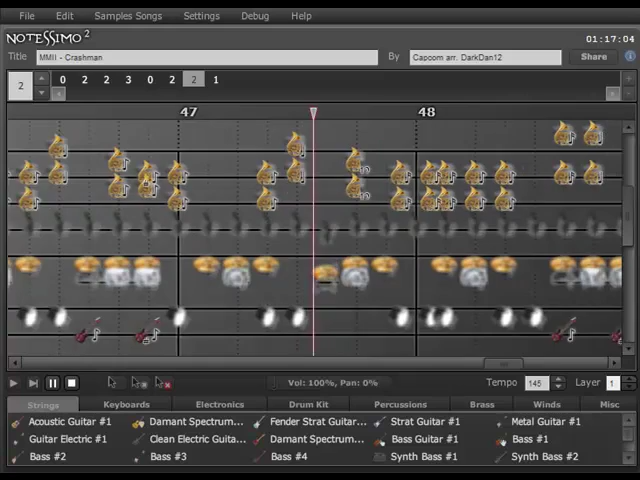 File Edit Samples Songs Settings Debug Help
NOTESSIMO 2 01:17:04
Title MMII - Crashman By Capcom arr. DarkDan12 Share
2 0 2 2 3 0 2 2 1
47 48
Vol: 100%, Pan: 0% Tempo 145 Layer 1
Strings Keyboards Electronics Drum Kit Percussions Brass Winds Misc
Acoustic Guitar #1 Damant Spectrum... Fender Strat Guitar... Strat Guitar #1 Metal Guitar #1
Guitar Electric #1 Clean Electric Guita... Damant Spectrum... Bass Guitar #1 Bass #1
Bass #2 Bass #3 Bass #4 Synth Bass #1 Synth Bass #2